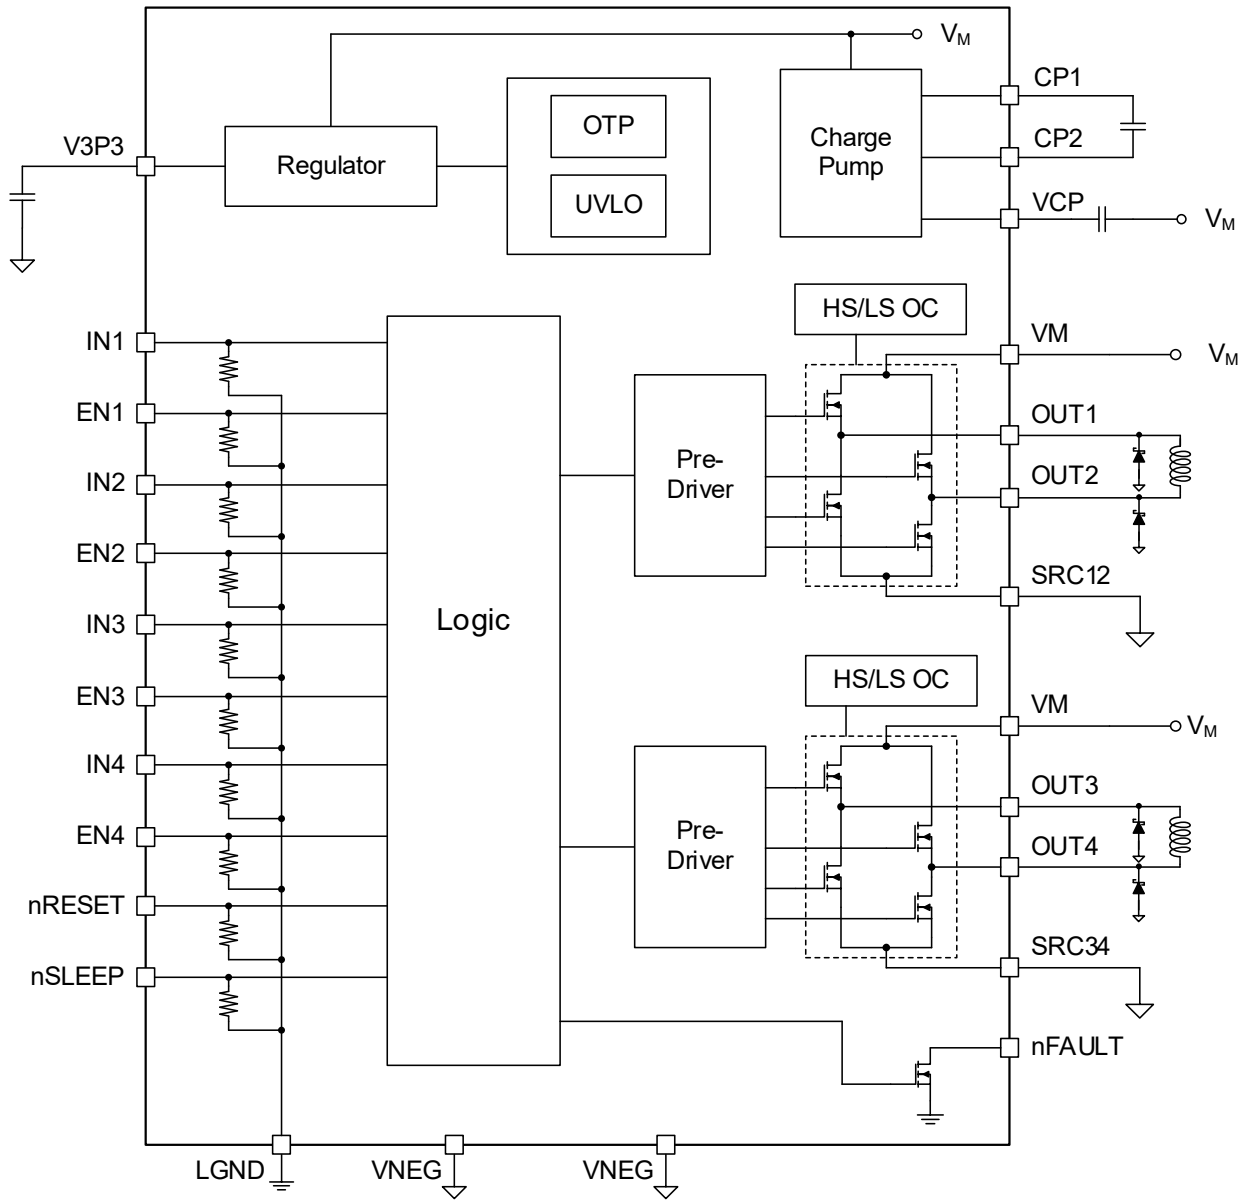 VM
CP1
OTP
V3P3
Charge
Pump
CP2
Regulator
UVLO
VCP
VM
HS/LS OC
IN1
VM
VM
EN1
OUT1
Pre-
Driver
IN2
OUT2
EN2
SRC12
Logic
IN3
HS/LS OC
EN3
VM
VM
IN4
OUT3
EN4
Pre-
Driver
OUT4
nRESET
SRC34
nSLEEP
nFAULT
LGND
VNEG
VNEG